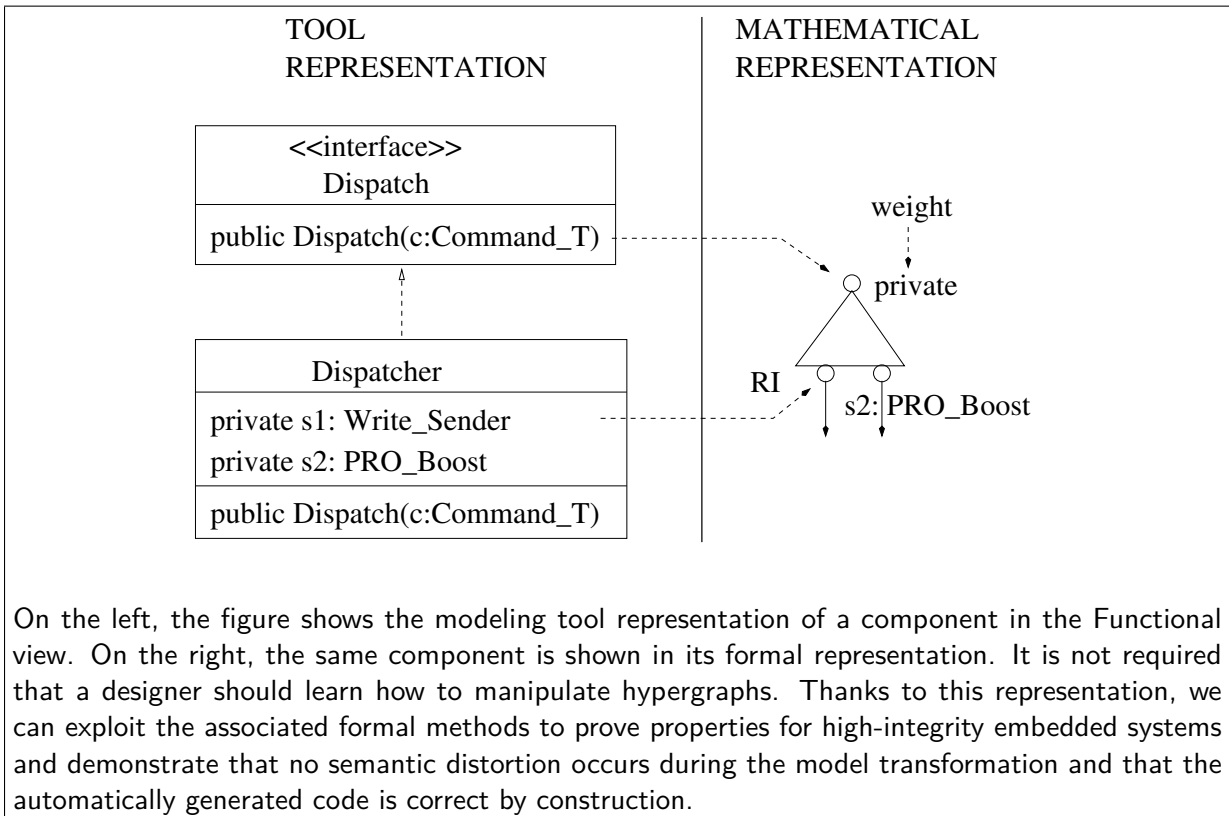 TOOL
REPRESENTATION
<<interface>>
Dispatch
public Dispatch(c:Command_T)
Dispatcher
private s1: Write_Sender
private s2: PRO_Boost
public Dispatch(c:Command_T)
MATHEMATICAL
REPRESENTATION
weight
private
RI
s2: PRO_Boost
On the left, the figure shows the modeling tool representation of a component in the Functional
view. On the right, the same component is shown in its formal representation. It is not required
that a designer should learn how to manipulate hypergraphs. Thanks to this representation, we
can exploit the associated formal methods to prove properties for high-integrity embedded systems
and demonstrate that no semantic distortion occurs during the model transformation and that the
automatically generated code is correct by construction.